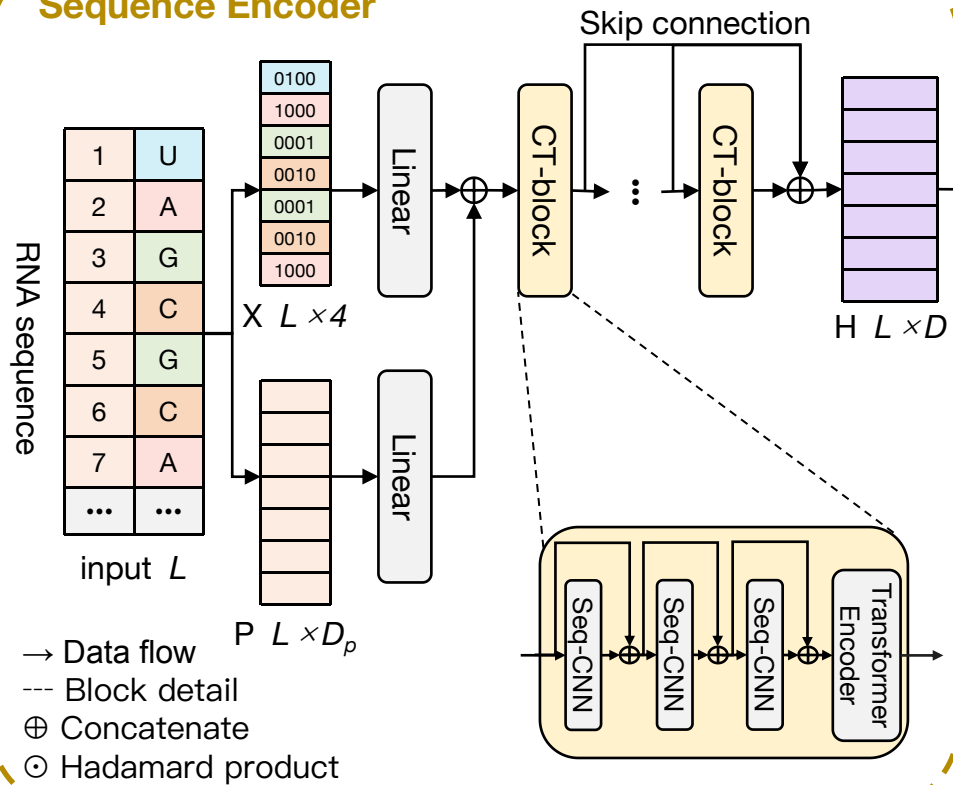 Sequence Encoder
Skip connection
RNA sequence
1 U
2 A
3 G
4 C
5 G
6 C
7 A
... ...
input L
0100
1000
0001
0010
0001
0010
1000
X L ×4
P L ×Dp
Linear
Linear
CT-block
...
CT-block
H L ×D
Seq-CNN
Seq-CNN
Seq-CNN
Transformer
Encoder
→ Data flow
--- Block detail
⊕ Concatenate
⊙ Hadamard product